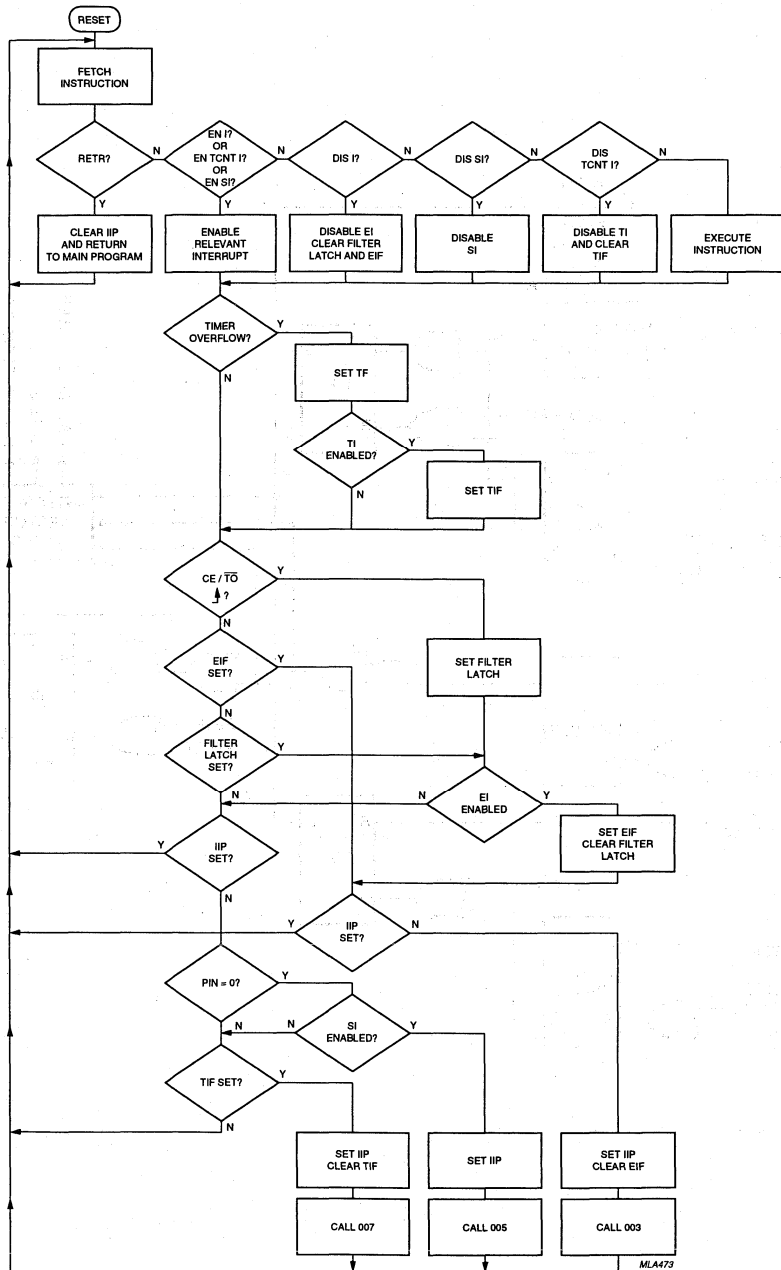 RESET
FETCH
INSTRUCTION
RETR?
N
Y
EN I?
OR
EN TCNT I?
OR
EN SI?
N
Y
DIS I?
N
Y
DIS SI?
N
Y
DIS
TCNT I?
N
Y
CLEAR IIP
AND RETURN
TO MAIN PROGRAM
ENABLE
RELEVANT
INTERRUPT
DISABLE EI
CLEAR FILTER
LATCH AND EIF
DISABLE
SI
DISABLE TI
AND CLEAR
TIF
EXECUTE
INSTRUCTION
TIMER
OVERFLOW?
Y
N
SET TF
TI
ENABLED?
Y
N
SET TIF
CE / T̅O̅
?
Y
N
EIF
SET?
Y
N
SET FILTER
LATCH
FILTER
LATCH
SET?
Y
N
EI
ENABLED
N
Y
SET EIF
CLEAR FILTER
LATCH
IIP
SET?
Y
N
IIP
SET?
Y
N
PIN = 0?
Y
N
SI
ENABLED?
N
Y
TIF SET?
Y
N
SET IIP
CLEAR TIF
SET IIP
SET IIP
CLEAR EIF
CALL 007
CALL 005
CALL 003
MLA473